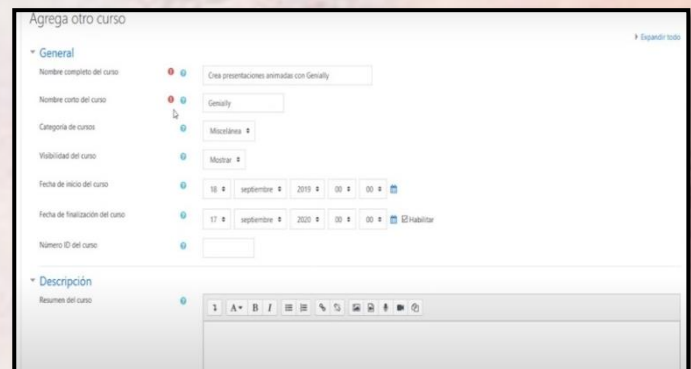 Agrega otro curso
Expandir todo
General
Nombre completo del curso
Crea presentaciones animadas con Genially
Nombre corto del curso
Genially
Categoría de cursos
Miscelánea
Visibilidad del curso
Mostrar
Fecha de inicio del curso
18 septiembre 2019 00 00
Fecha de finalización del curso
17 septiembre 2020 00 00 Habilitar
Número ID del curso
Descripción
Resumen del curso
A B I